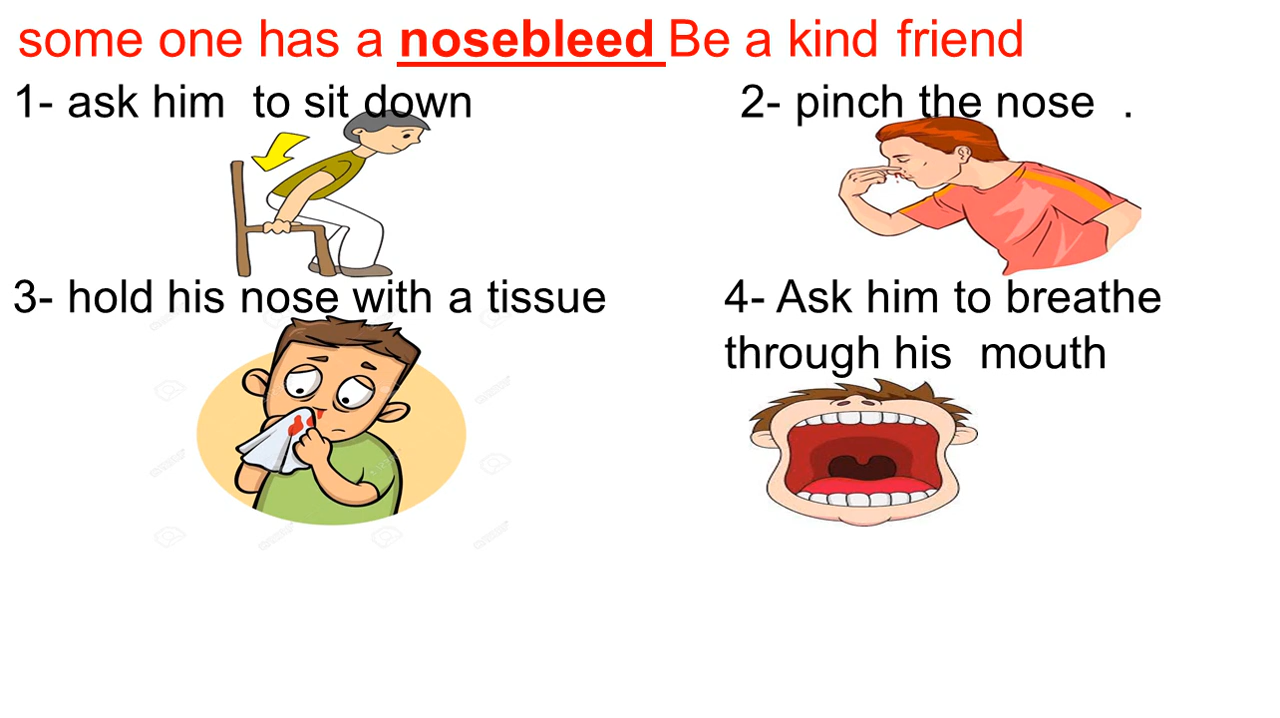 some one has a nosebleed Be a kind friend
1- ask him to sit down
2- pinch the nose .
3- hold his nose with a tissue
4- Ask him to breathe
through his mouth